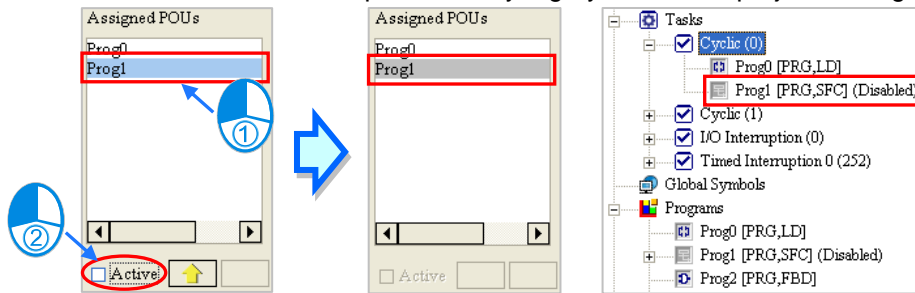 Assigned POUs
Prog0
Prog1
①
②
Active
Assigned POUs
Prog0
Prog1
Active
Tasks
Cyclic (0)
Prog0 [PRG,LD]
Prog1 [PRG,SFC] (Disabled)
Cyclic (1)
I/O Interruption (0)
Timed Interruption 0 (252)
Global Symbols
Programs
Prog0 [PRG,LD]
Prog1 [PRG,SFC] (Disabled)
Prog2 [PRG,FBD]